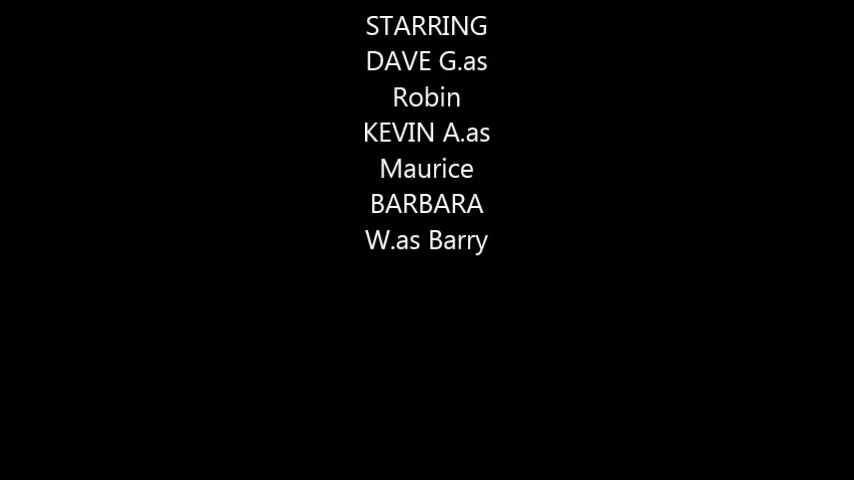 STARRING
DAVE G.as
Robin
KEVIN A.as
Maurice
BARBARA
W.as Barry